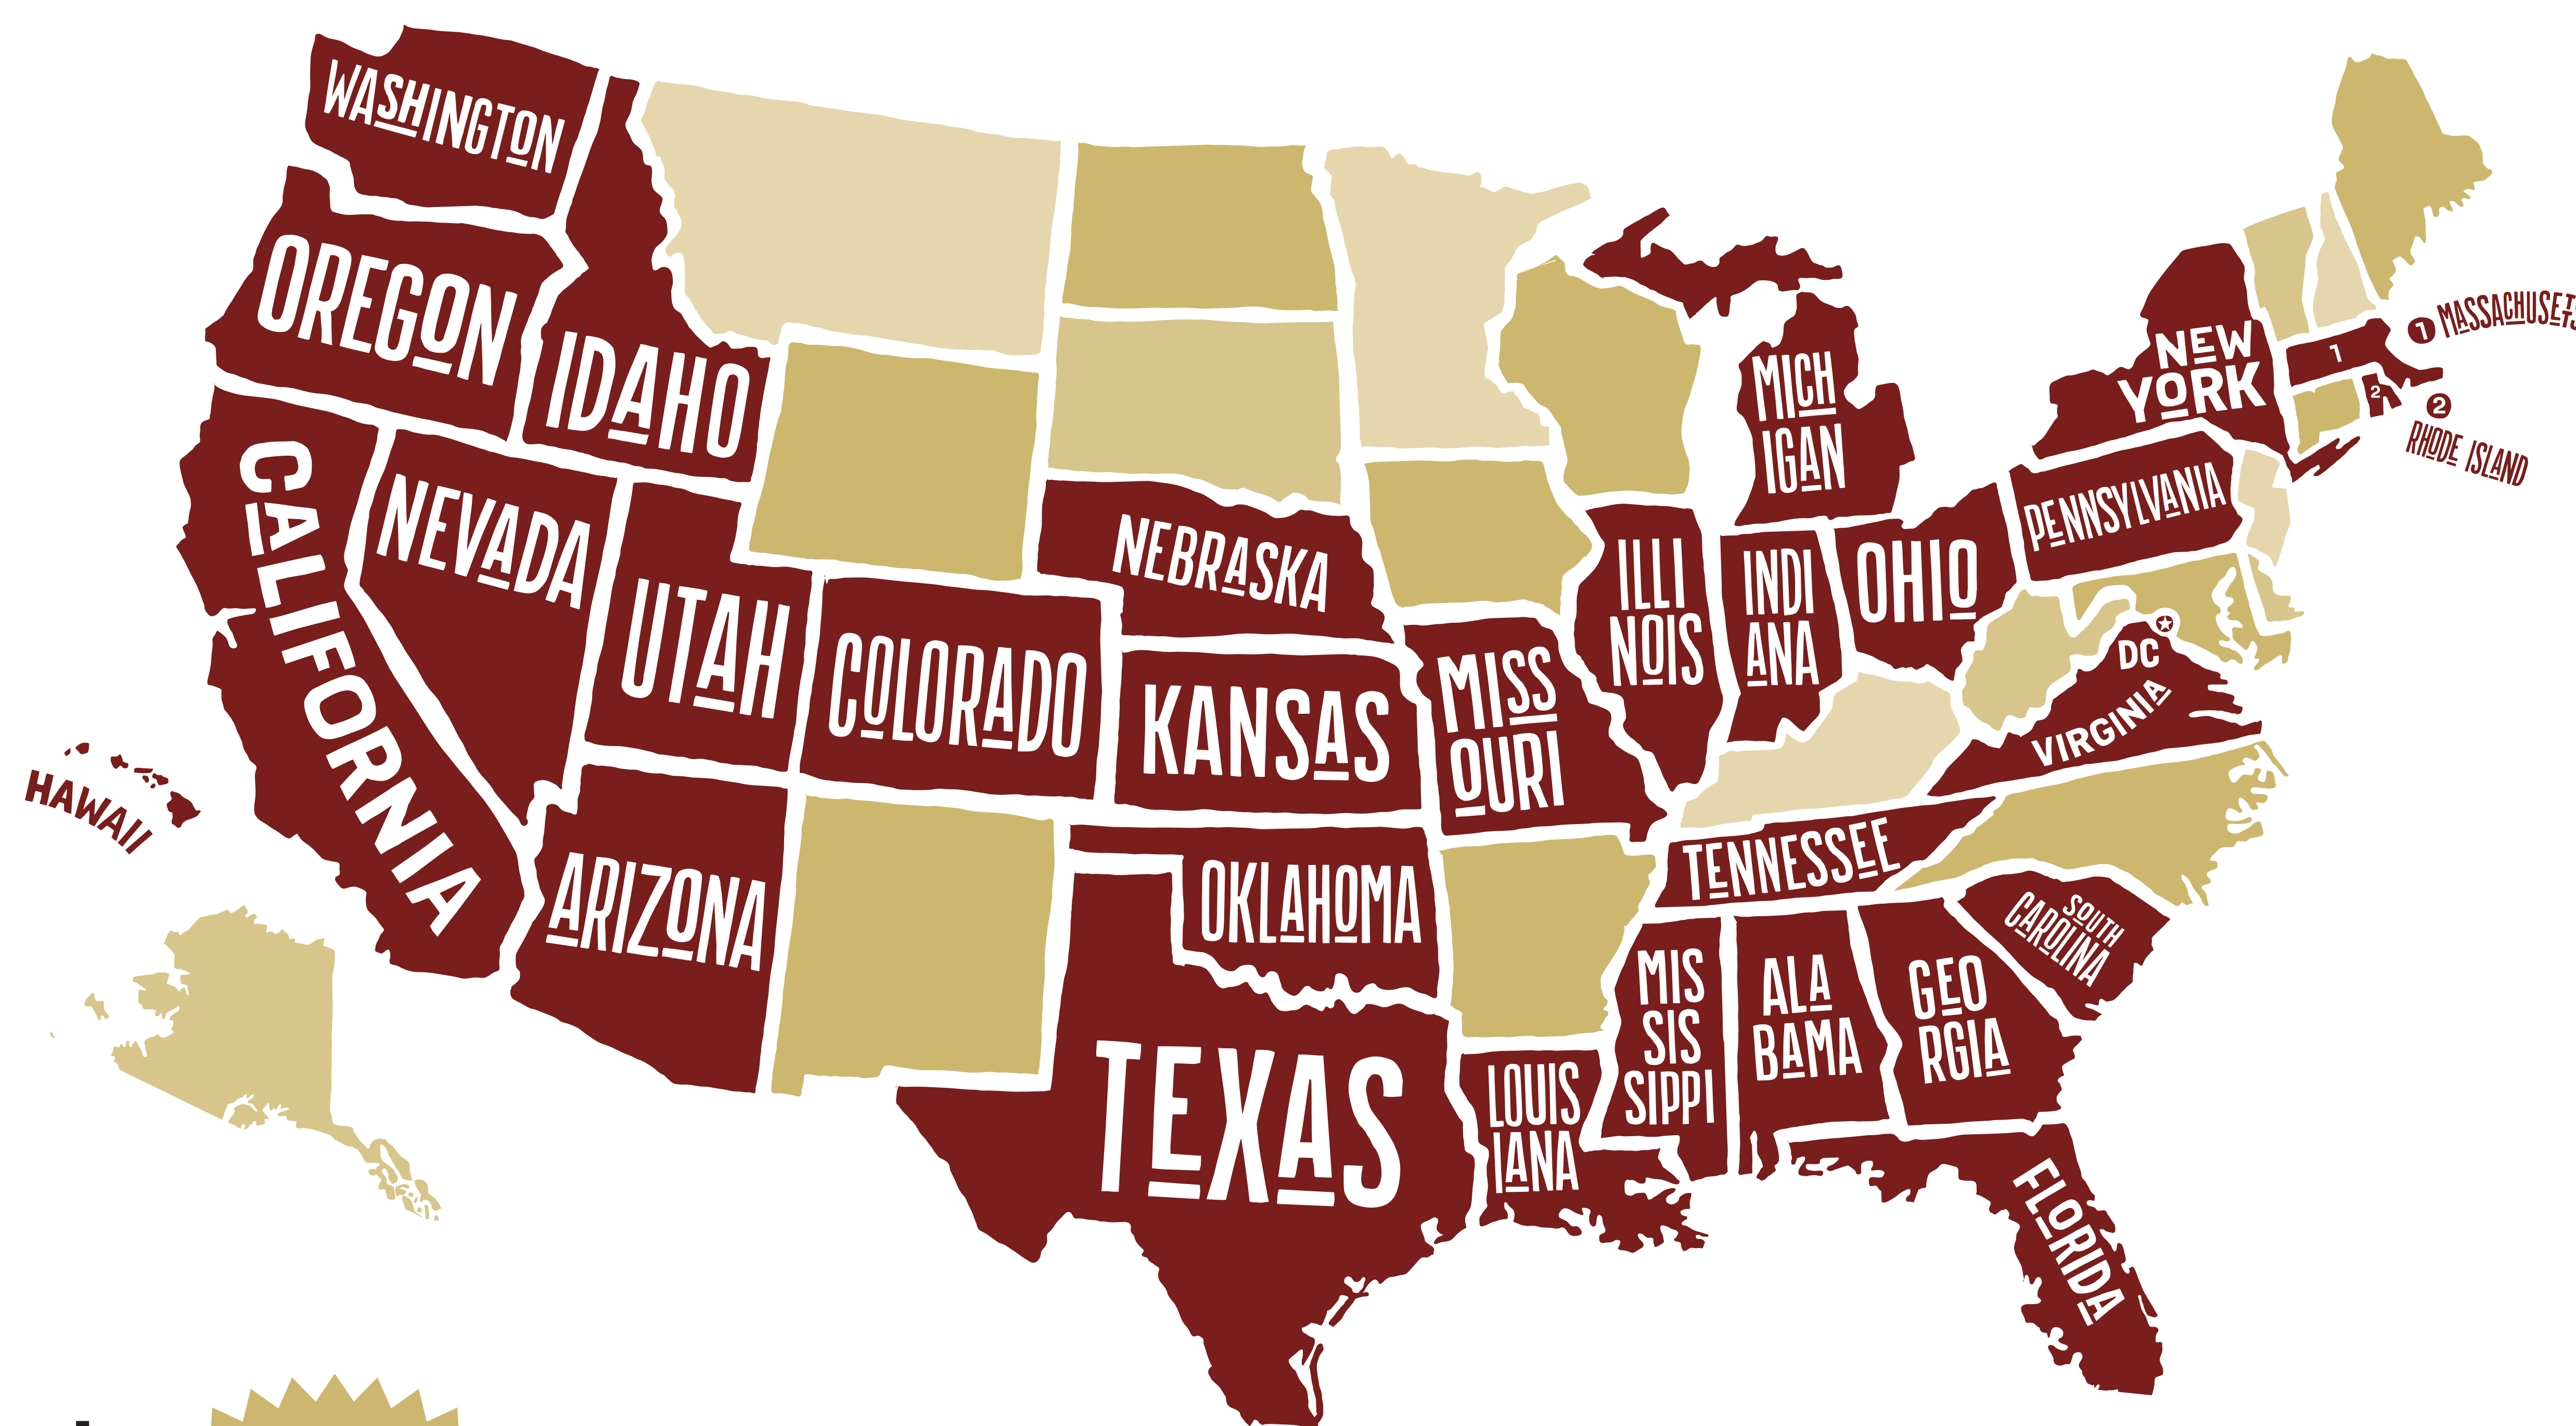 WASHINGTON
OREGON
IDAHO
CALIFORNIA
NEVADA
UTAH
COLORADO
ARIZONA
HAWAII
NEBRASKA
KANSAS
OKLAHOMA
TEXAS
MISS
OURI
LOUIS
IANA
ILLI
NOIS
INDI
ANA
MICH
IGAN
OHIO
TENNESSEE
MIS
SIS
SIPPI
ALA
BAMA
GEO
RGIA
FLORIDA
SOUTH
CAROLINA
DC
VIRGINIA
PENNSYLVANIA
NEW
YORK
1
2
1 MASSACHUSETS
2
RHODE ISLAND